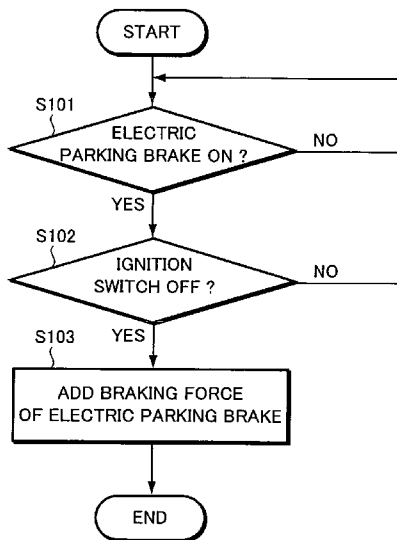 START
S101
ELECTRIC
PARKING BRAKE ON ?
NO
YES
S102
IGNITION
SWITCH OFF ?
NO
YES
S103
ADD BRAKING FORCE
OF ELECTRIC PARKING BRAKE
END